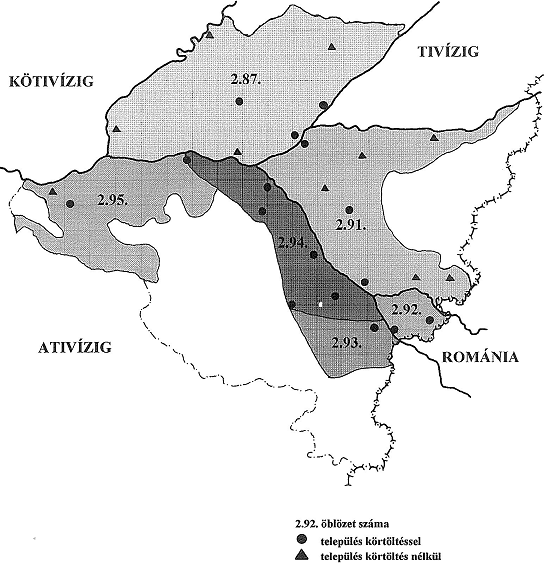 TIVÍZIG
KÖTIVÍZIG
2.87.
2.95.
2.91.
2.94.
2.92.
2.93.
ATIVÍZIG
ROMÁNIA
2.92. öblözet száma
település körtöltéssel
település körtöltés nélkül